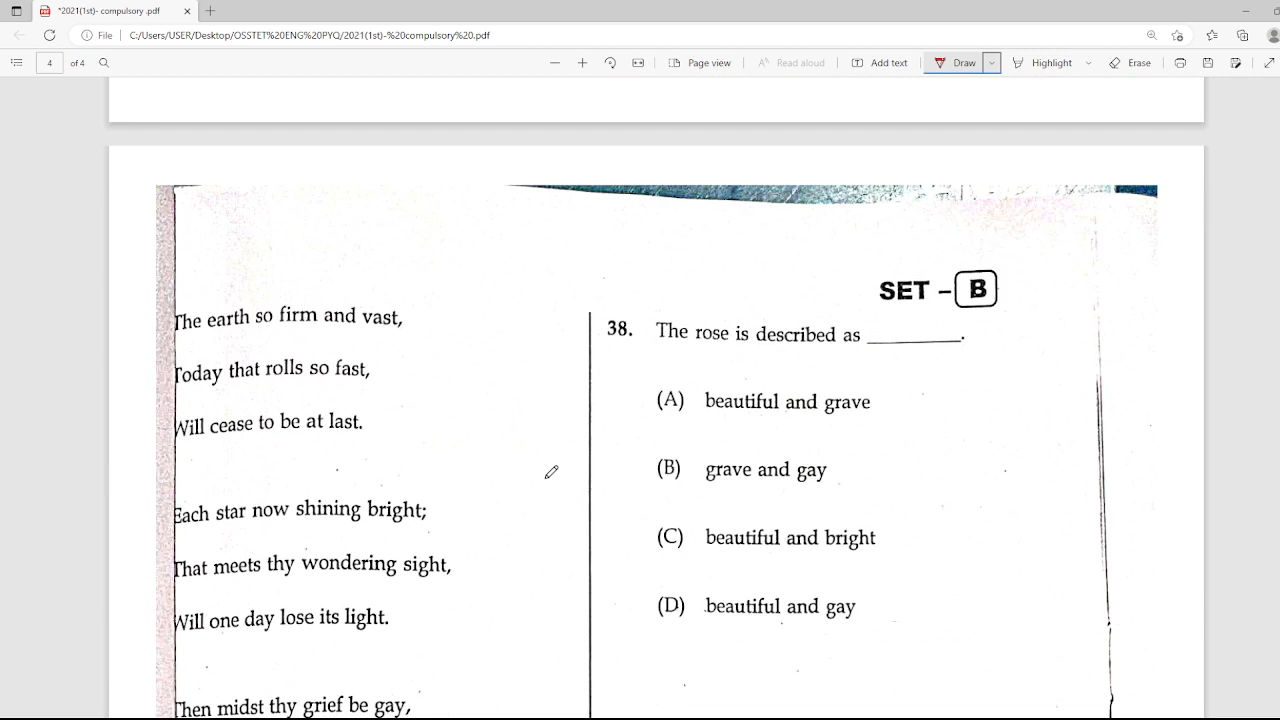 *2021(1st)- compulsory .pdf
File
C:/Users/USER/Desktop/OSSTET%20ENG%20PYQ/2021(1st)-%20compulsory%20.pdf
4 of 4
Page view
Read aloud
Add text
Draw
Highlight
Erase
SET - B
The earth so firm and vast,
Today that rolls so fast,
Will cease to be at last.
Each star now shining bright;
That meets thy wondering sight,
Will one day lose its light.
Then midst thy grief be gay,
38. The rose is described as ________.
(A) beautiful and grave
(B) grave and gay
(C) beautiful and bright
(D) beautiful and gay